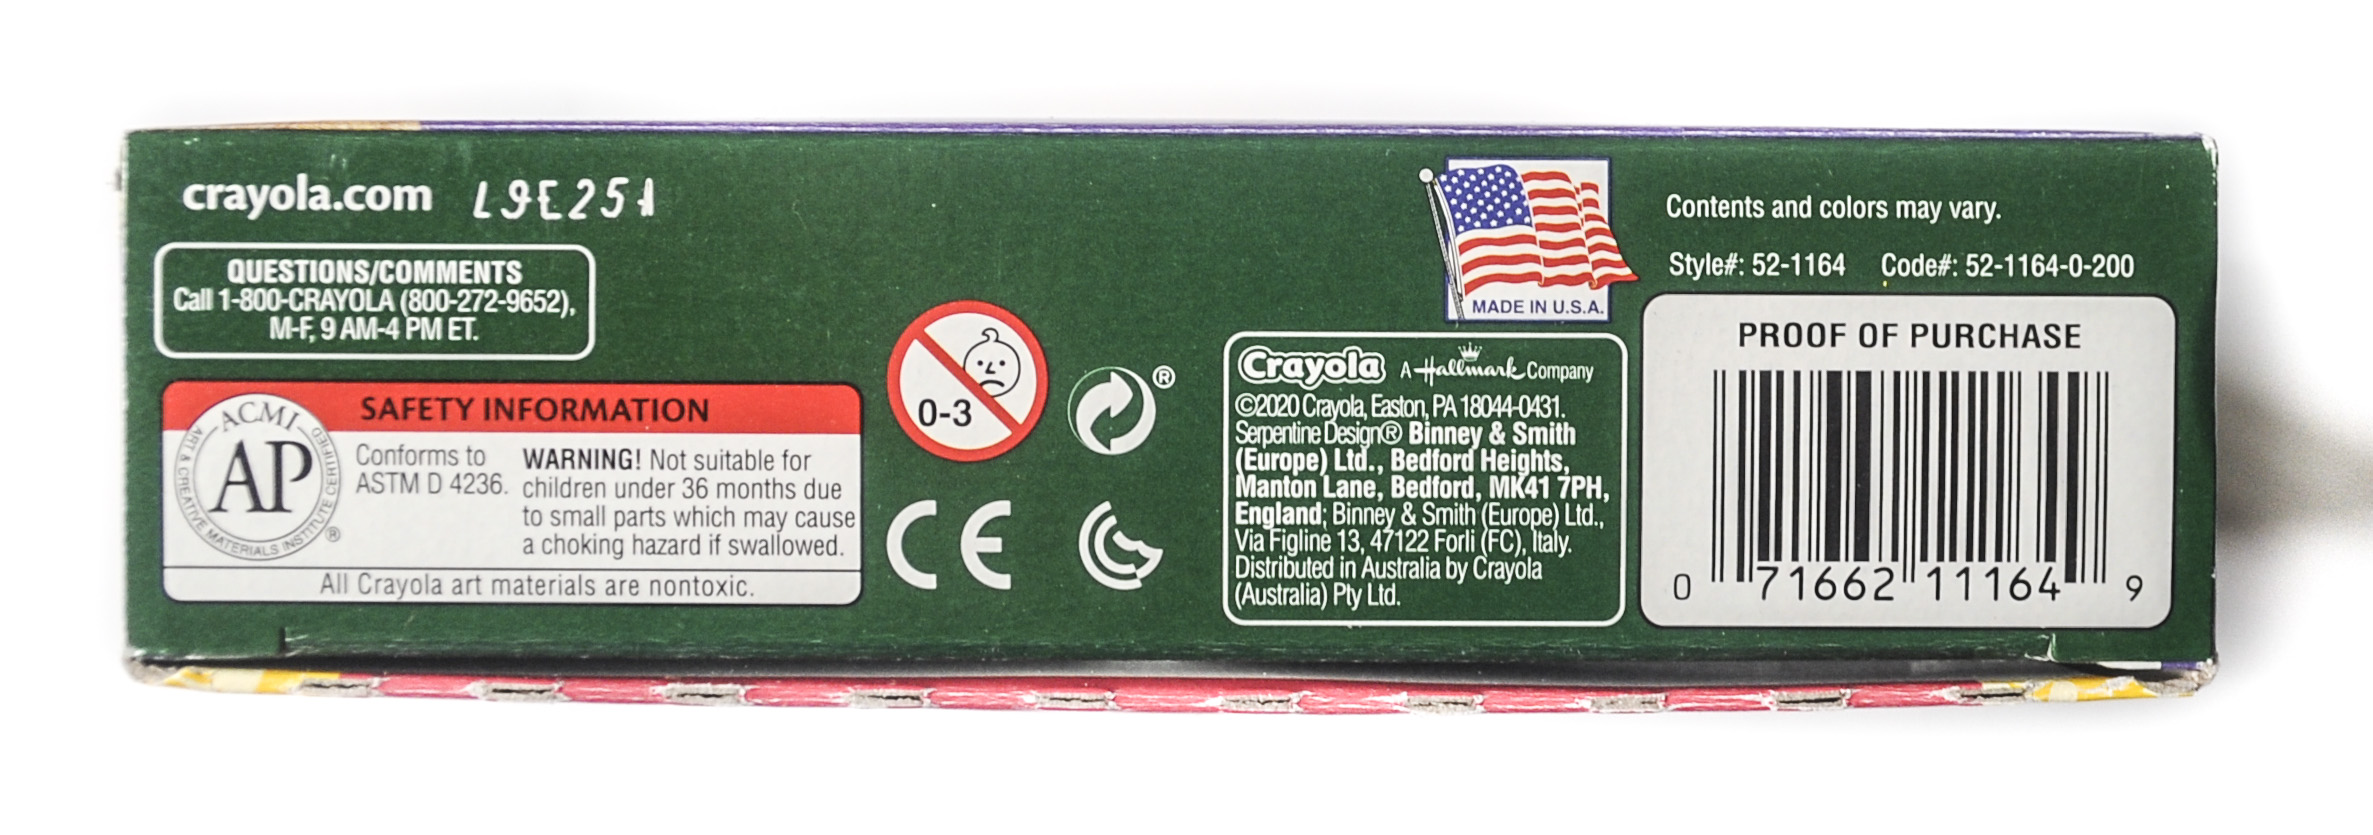 crayola.com L9E25A
QUESTIONS/COMMENTS
Call 1-800-CRAYOLA (800-272-9652),
M-F, 9 AM-4 PM ET.
SAFETY INFORMATION
ACMI
AP
ART & CREATIVE MATERIALS INSTITUTE CERTIFIED
®
Conforms to
ASTM D 4236.
WARNING! Not suitable for
children under 36 months due
to small parts which may cause
a choking hazard if swallowed.
All Crayola art materials are nontoxic.
0-3
®
CE
MADE IN U.S.A.
Crayola A Hallmark Company
©2020 Crayola, Easton, PA 18044-0431.
Serpentine Design® Binney & Smith
(Europe) Ltd., Bedford Heights,
Manton Lane, Bedford, MK41 7PH,
England; Binney & Smith (Europe) Ltd.,
Via Figline 13, 47122 Forli (FC), Italy.
Distributed in Australia by Crayola
(Australia) Pty Ltd.
Contents and colors may vary.
Style#: 52-1164 Code#: 52-1164-0-200
PROOF OF PURCHASE
0 71662 11164 9